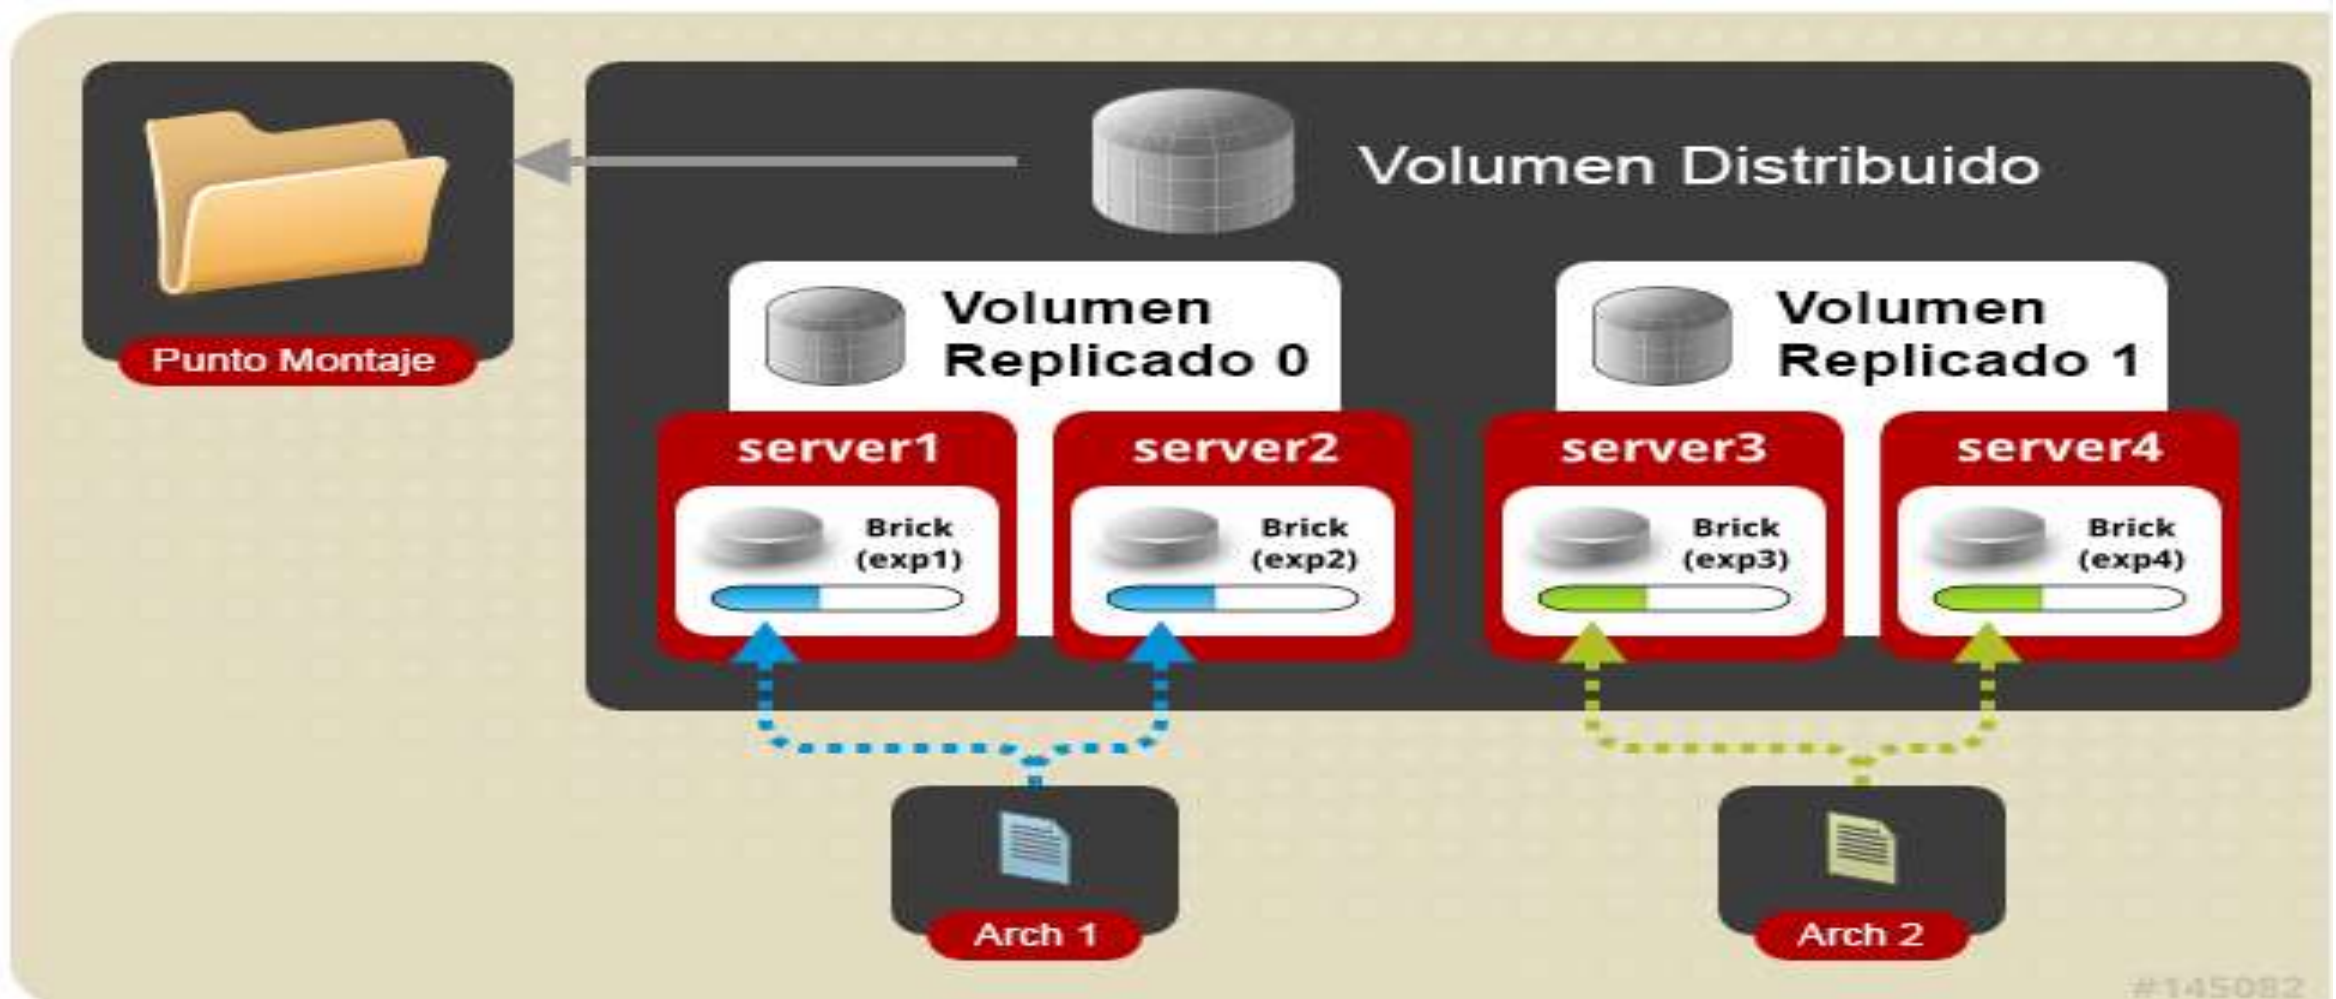 Volumen Distribuido
Punto Montaje
Volumen
Replicado 0
Volumen
Replicado 1
server1
server2
server3
server4
Brick
(exp1)
Brick
(exp2)
Brick
(exp3)
Brick
(exp4)
Arch 1
Arch 2
#145082